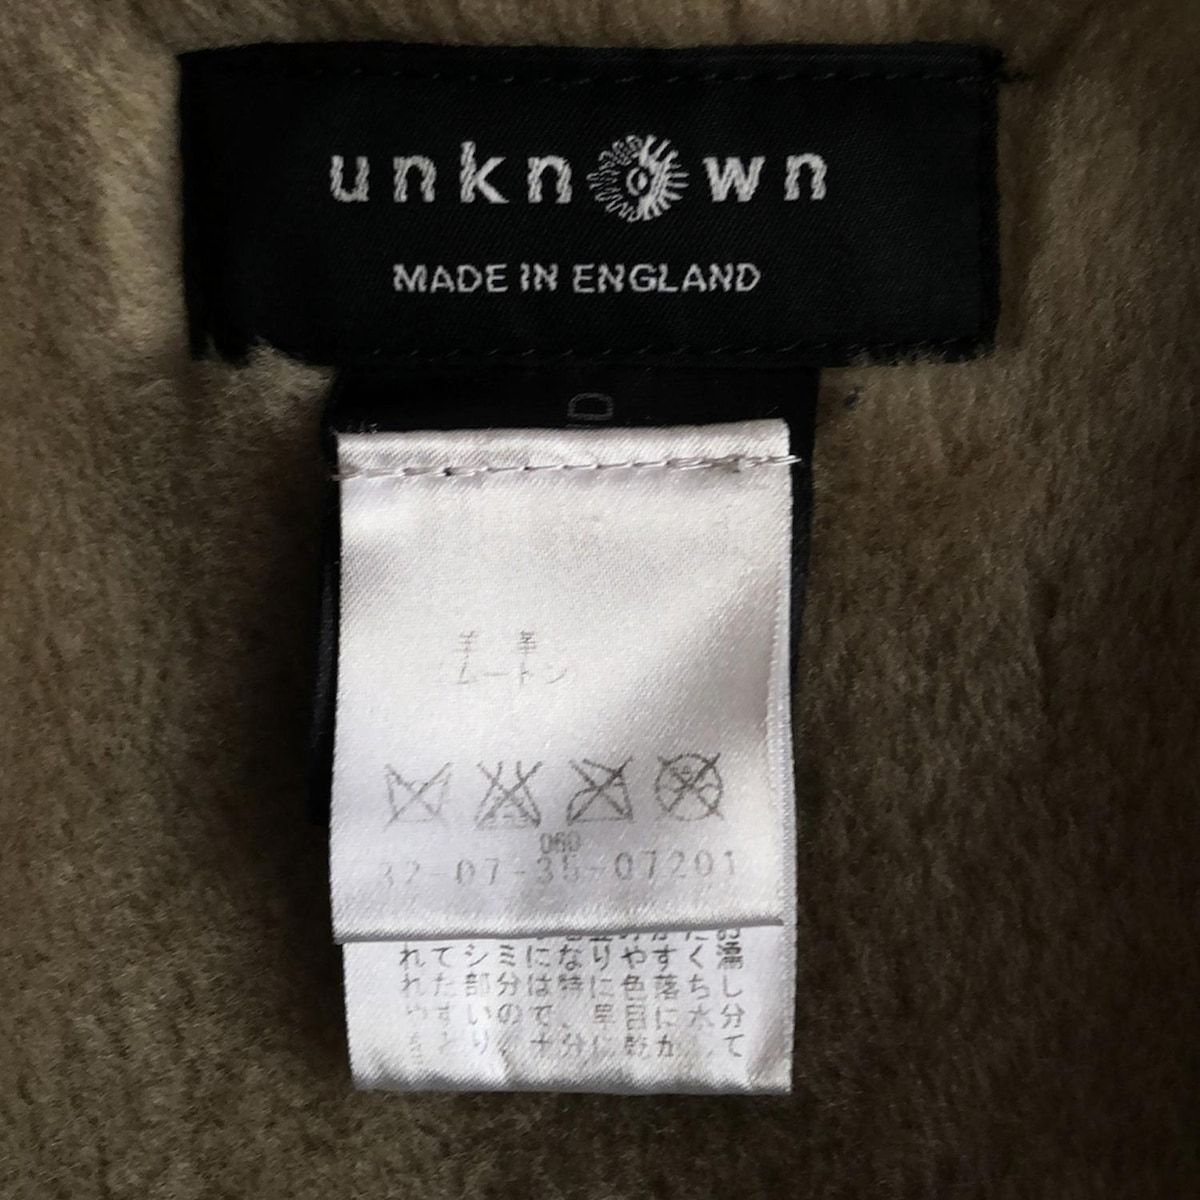 unknown
MADE IN ENGLAND
D
羊 革
ムートン
060
32-07-35-07201
れてシミになりやすく濡
れた部分は特に色落ちし
やすいので、早目に水分
り、十分に乾か して